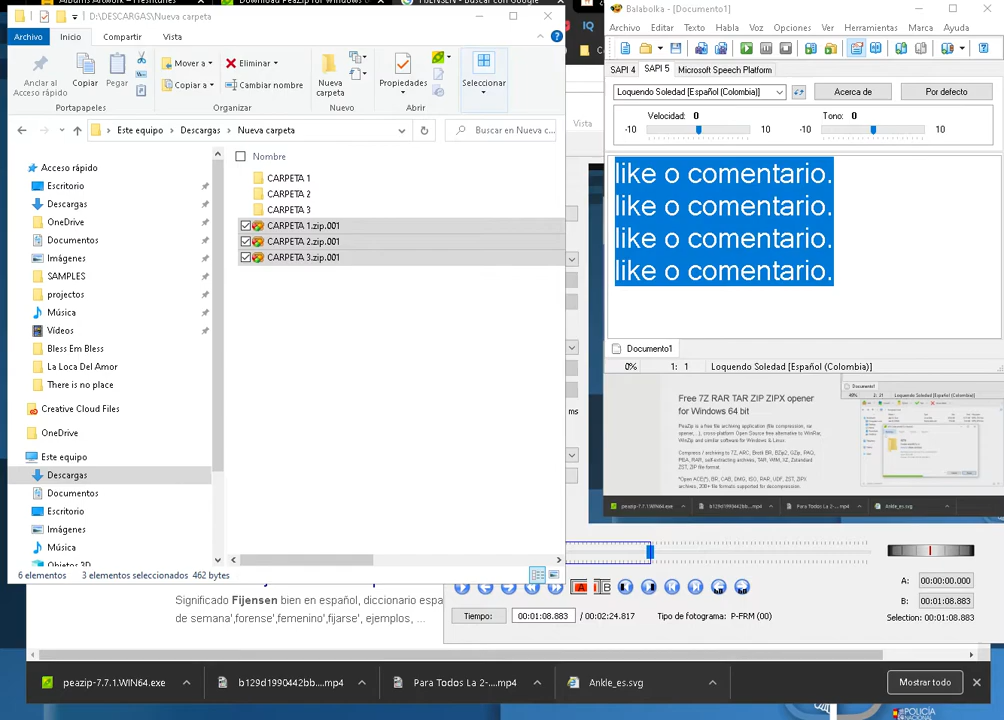 D:\DESCARGAS\Nueva carpeta
Archivo
Inicio
Compartir
Vista
Anclar al
Acceso rápido
Copiar
Pegar
Portapapeles
Mover a
Copiar a
Eliminar
Cambiar nombre
Organizar
Nueva
carpeta
Nuevo
Propiedades
Abrir
Seleccionar
Este equipo > Descargas > Nueva carpeta
Buscar en Nueva c...
Acceso rápido
Escritorio
Descargas
OneDrive
Documentos
Imágenes
SAMPLES
projectos
Música
Vídeos
Bless Em Bless
La Loca Del Amor
There is no place
Creative Cloud Files
OneDrive
Este equipo
Descargas
Documentos
Escritorio
Imágenes
Música
Objetos 3D
Nombre
CARPETA 1
CARPETA 2
CARPETA 3
CARPETA 1.zip.001
CARPETA 2.zip.001
CARPETA 3.zip.001
6 elementos
3 elementos seleccionados 462 bytes
Balabolka - [Documento1]
Archivo Editar Texto Habla Voz Opciones Ver Herramientas Marca Ayuda
SAPI 4 SAPI 5 Microsoft Speech Platform
Loquendo Soledad [Español (Colombia)]
Acerca de
Por defecto
Velocidad: 0
Tono: 0
-10 10 -10 10
like o comentario.
like o comentario.
like o comentario.
like o comentario.
Documento1
0% 1: 1 Loquendo Soledad [Español (Colombia)]
Vista
ms
Free 7Z RAR TAR ZIP ZIPX opener
for Windows 64 bit
A: 00:00:00.000
B: 00:01:08.883
Selection: 00:01:08.883
Tiempo: 00:01:08.883 / 00:02:24.817 Tipo de fotograma: P-FRM (00)
Significado Fijensen bien en español, diccionario espa
de semana',forense',femenino',fijarse', ejemplos, ...
peazip-7.7.1.WIN64.exe
b129d1990442bb....mp4
Para Todos La 2-....mp4
Ankle_es.svg
Mostrar todo
POLICÍA
NACIONAL